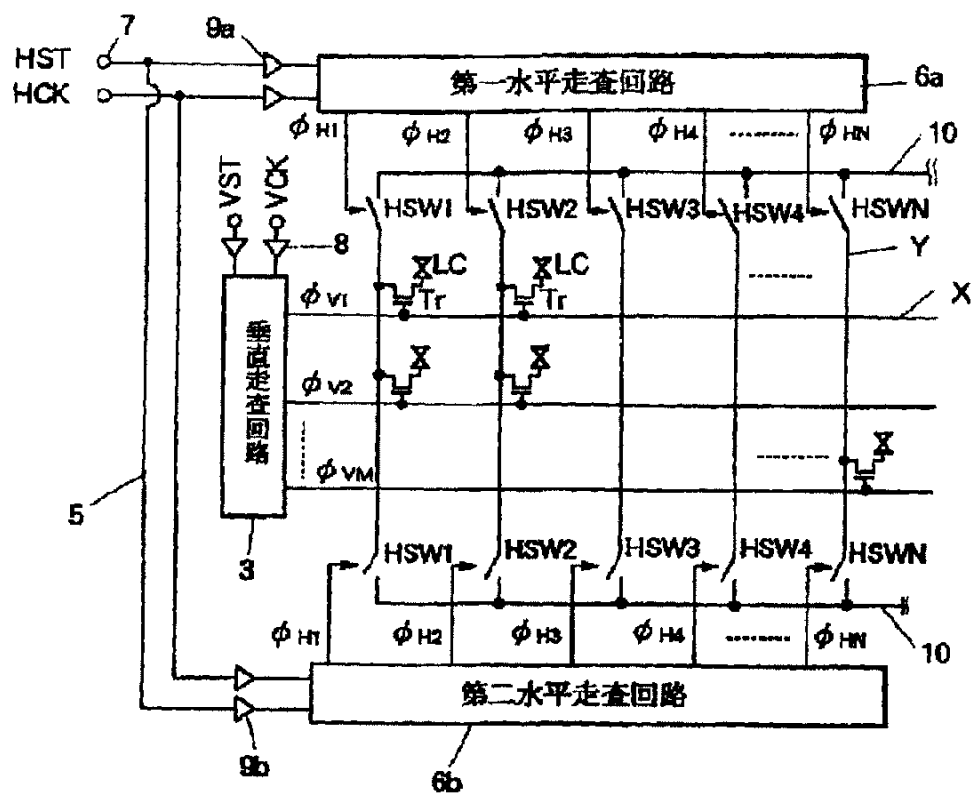 7
9a
HST
HCK
第一水平走查回路
6a
φH1
φH2
φH3
φH4
φHN
10
VST
VCK
HSW1
HSW2
HSW3
HSW4
HSWN
8
Y
LC
LC
X
φV1
Tr
Tr
垂直走查回路
φV2
φVM
5
3
HSW1
HSW2
HSW3
HSW4
HSWN
φH1
φH2
φH3
φH4
φHN
10
第二水平走查回路
9b
6b